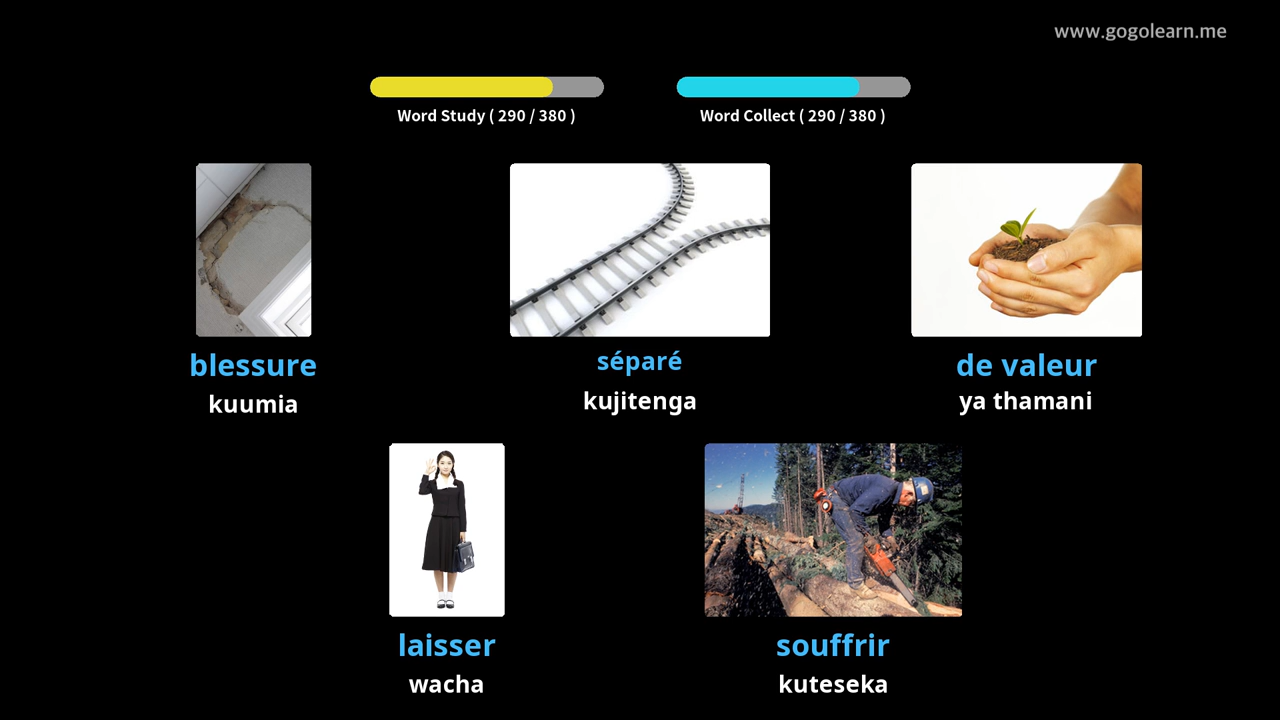 www.gogolearn.me
Word Study ( 290 / 380 )
Word Collect ( 290 / 380 )
blessure
kuumia
séparé
kujitenga
de valeur
ya thamani
laisser
wacha
souffrir
kuteseka